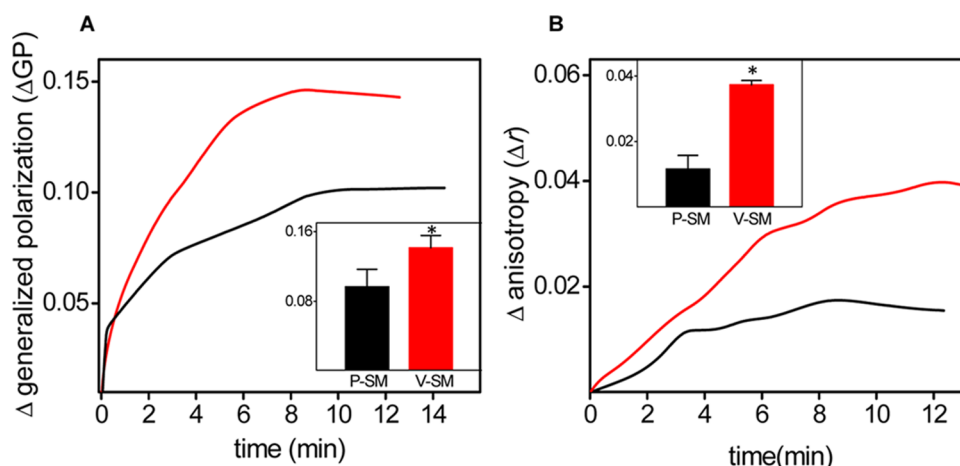 A
Δ generalized polarization (ΔGP)
0.15
0.10
0.05
0.16
0.08
*
P-SM V-SM
0 2 4 6 8 10 12 14
time (min)
B
Δ anisotropy (Δr)
0.06
0.04
0.02
0.04
0.02
*
P-SM V-SM
0 2 4 6 8 10 12
time(min)